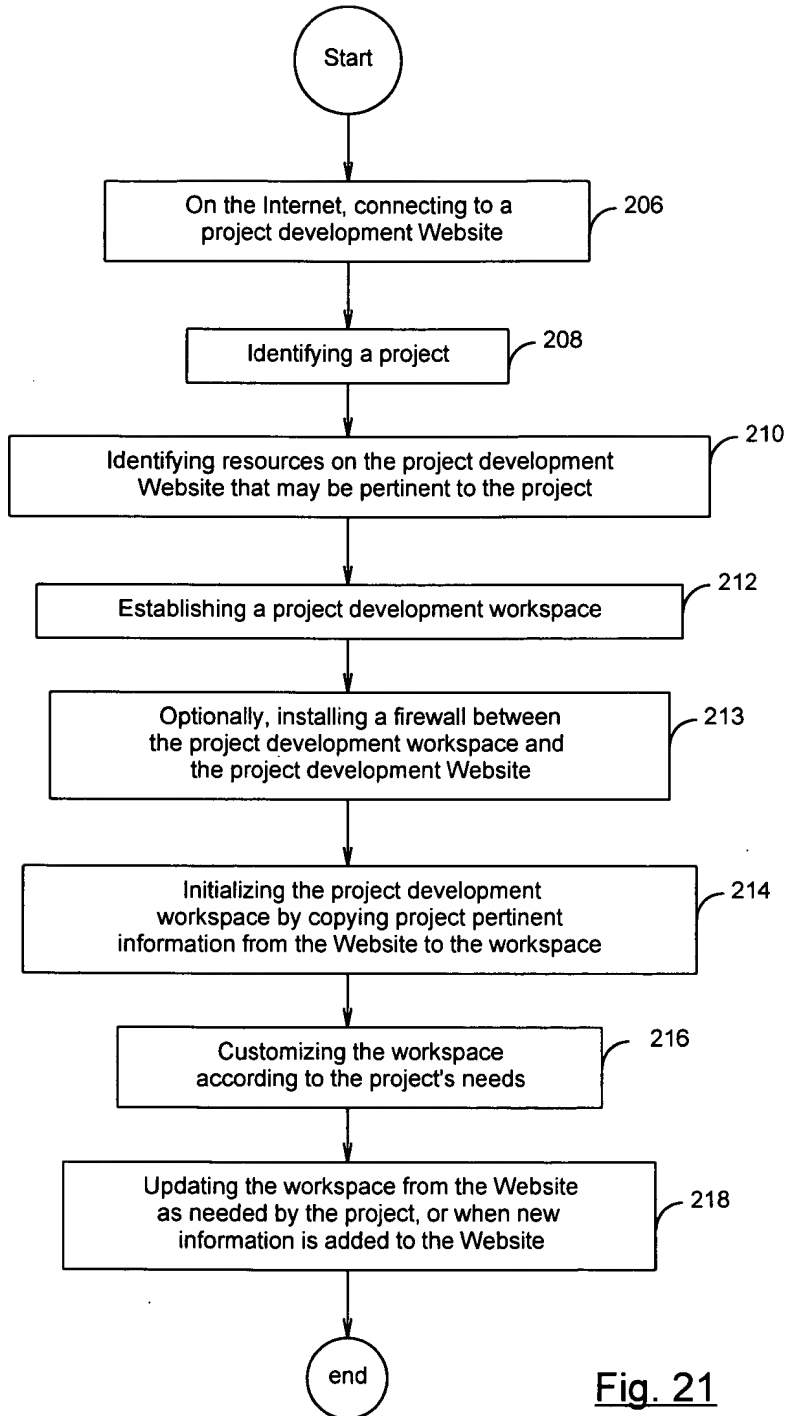 Start
On the Internet, connecting to a
project development Website
206
Identifying a project
208
Identifying resources on the project development
Website that may be pertinent to the project
210
Establishing a project development workspace
212
Optionally, installing a firewall between
the project development workspace and
the project development Website
213
Initializing the project development
workspace by copying project pertinent
information from the Website to the workspace
214
Customizing the workspace
according to the project's needs
216
Updating the workspace from the Website
as needed by the project, or when new
information is added to the Website
218
end
Fig. 21